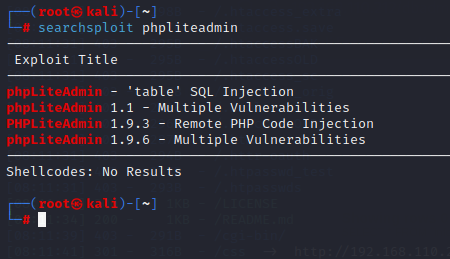 ┌──(root㉿kali)-[~]
└─# searchsploit phpliteadmin
Exploit Title
phpLiteAdmin - 'table' SQL Injection
phpLiteAdmin 1.1 - Multiple Vulnerabilities
PHPLiteAdmin 1.9.3 - Remote PHP Code Injection
phpLiteAdmin 1.9.6 - Multiple Vulnerabilities
Shellcodes: No Results
┌──(root㉿kali)-[~]
└─#